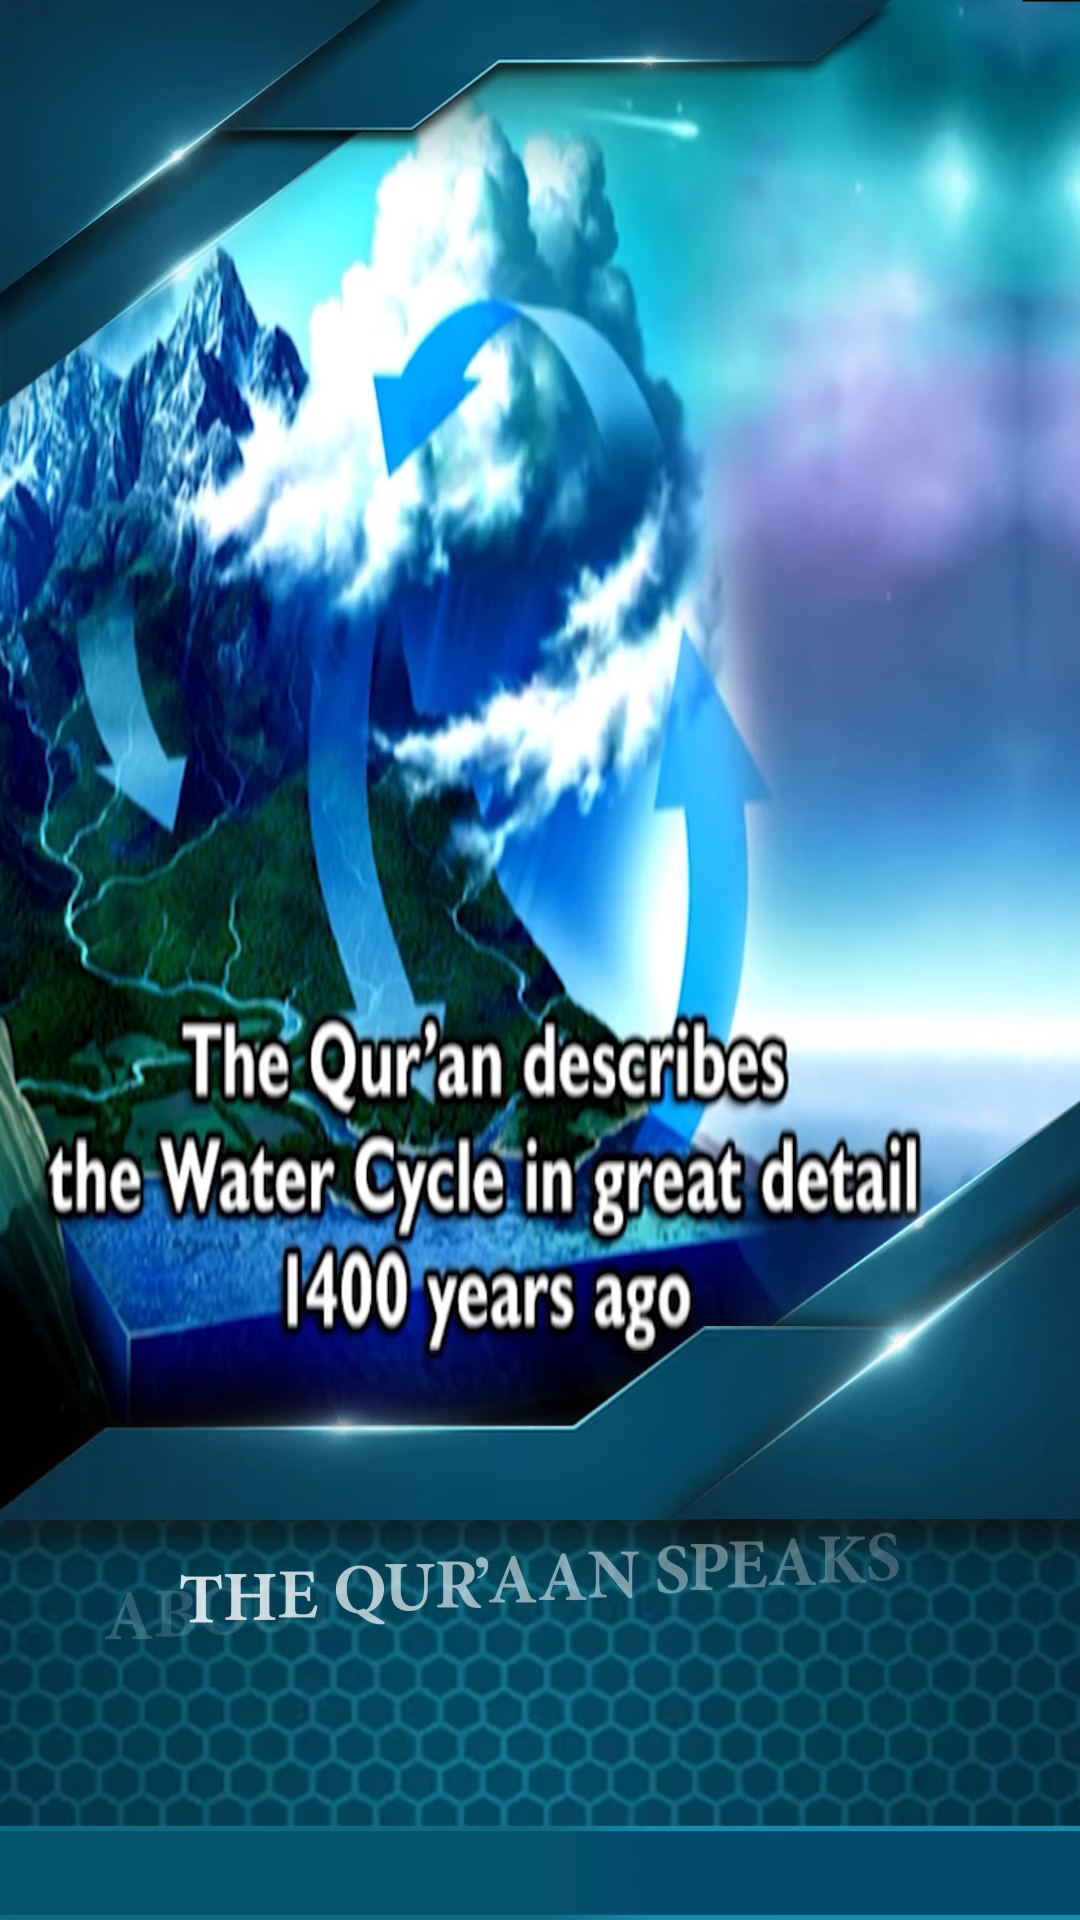 The Qur’an describes
the Water Cycle in great detail
1400 years ago
THE QUR’AAN SPEAKS